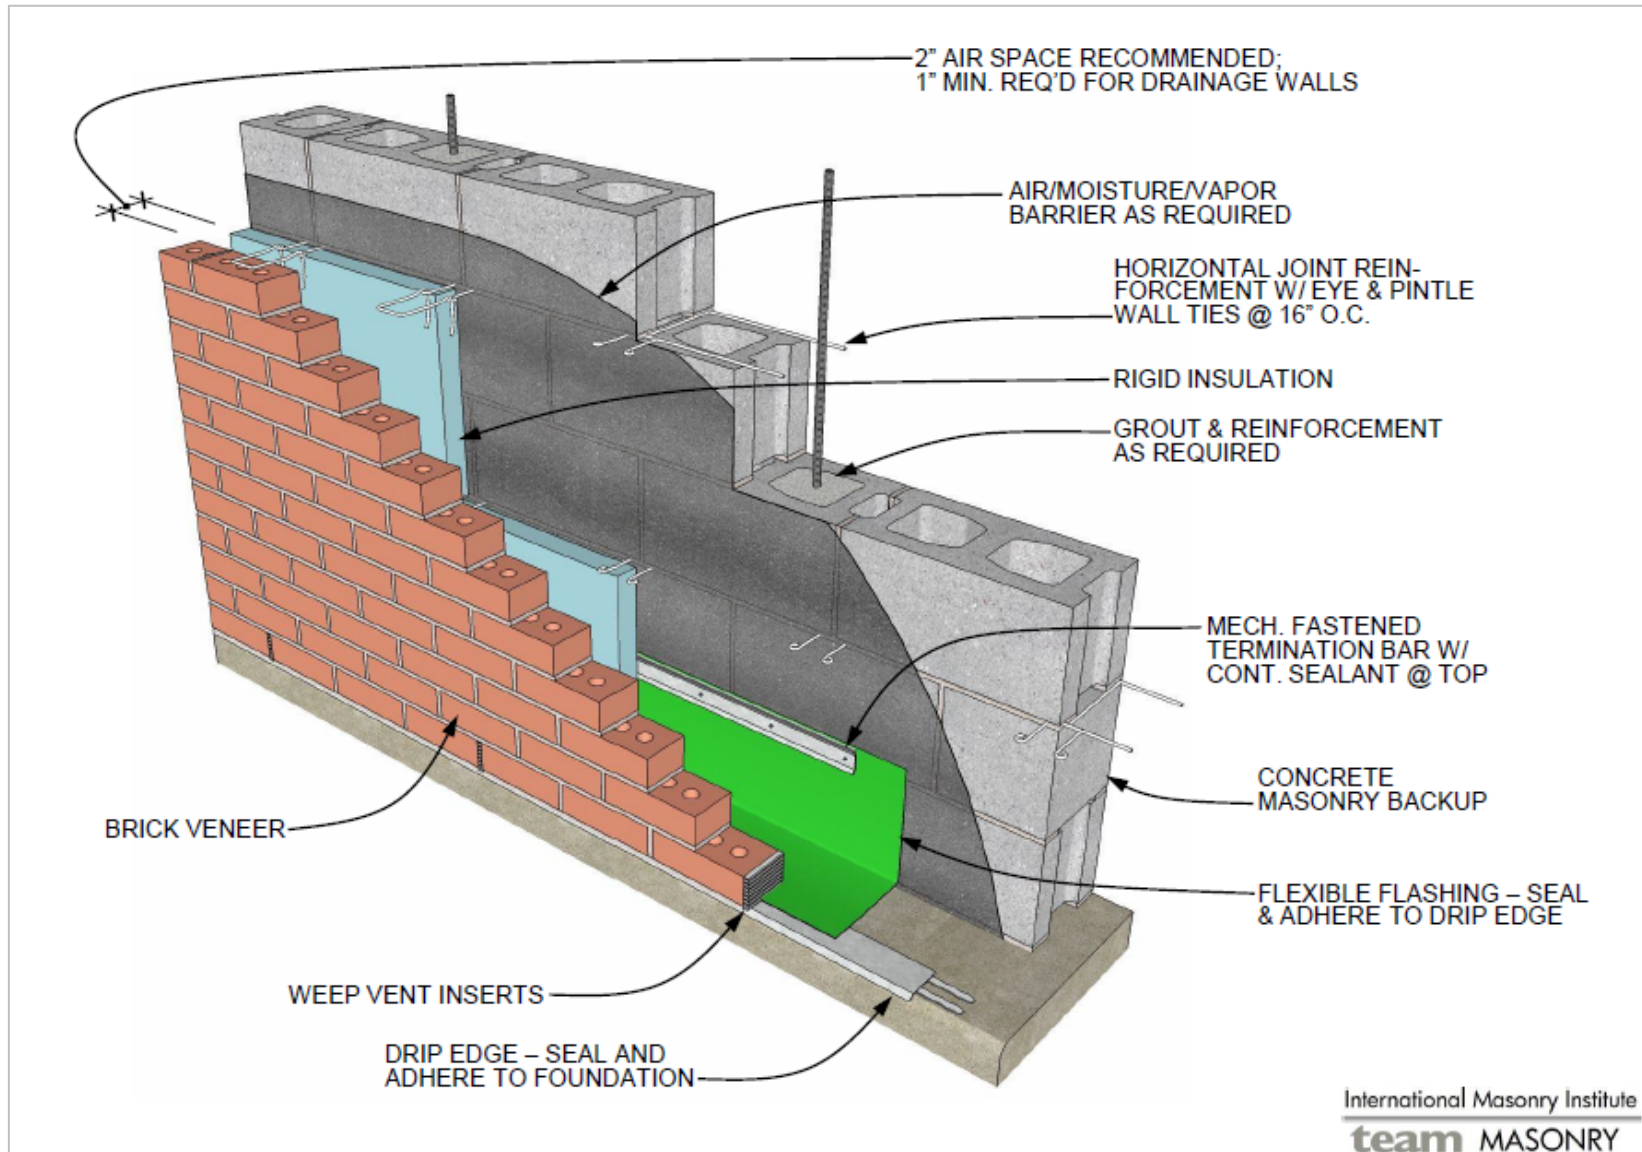 2” AIR SPACE RECOMMENDED;
1” MIN. REQ’D FOR DRAINAGE WALLS
AIR/MOISTURE/VAPOR
BARRIER AS REQUIRED
HORIZONTAL JOINT REIN-
FORCEMENT W/ EYE & PINTLE
WALL TIES @ 16” O.C.
RIGID INSULATION
GROUT & REINFORCEMENT
AS REQUIRED
MECH. FASTENED
TERMINATION BAR W/
CONT. SEALANT @ TOP
CONCRETE
MASONRY BACKUP
BRICK VENEER
FLEXIBLE FLASHING – SEAL
& ADHERE TO DRIP EDGE
WEEP VENT INSERTS
DRIP EDGE – SEAL AND
ADHERE TO FOUNDATION
International Masonry Institute
team MASONRY